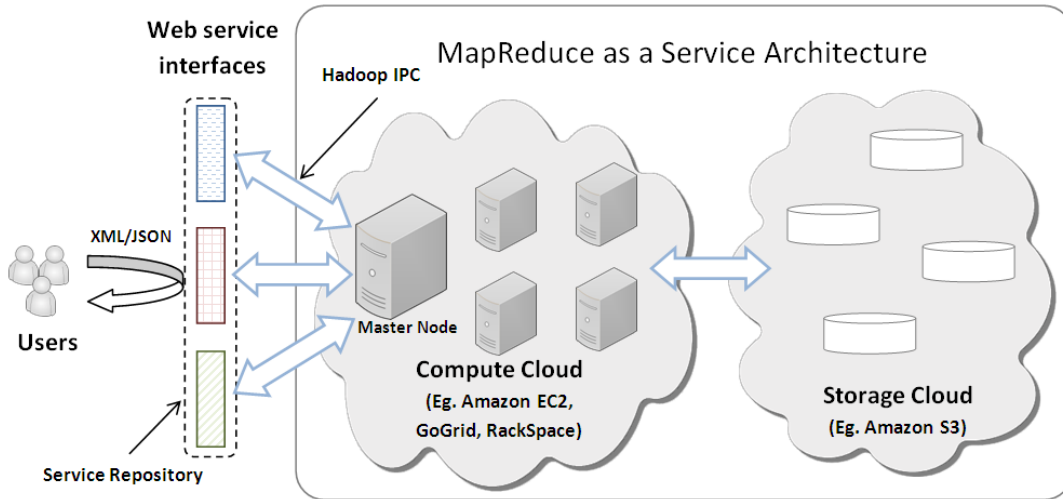 Web service
interfaces
MapReduce as a Service Architecture
Hadoop IPC
XML/JSON
Users
Master Node
Compute Cloud
(Eg. Amazon EC2,
GoGrid, RackSpace)
Storage Cloud
(Eg. Amazon S3)
Service Repository